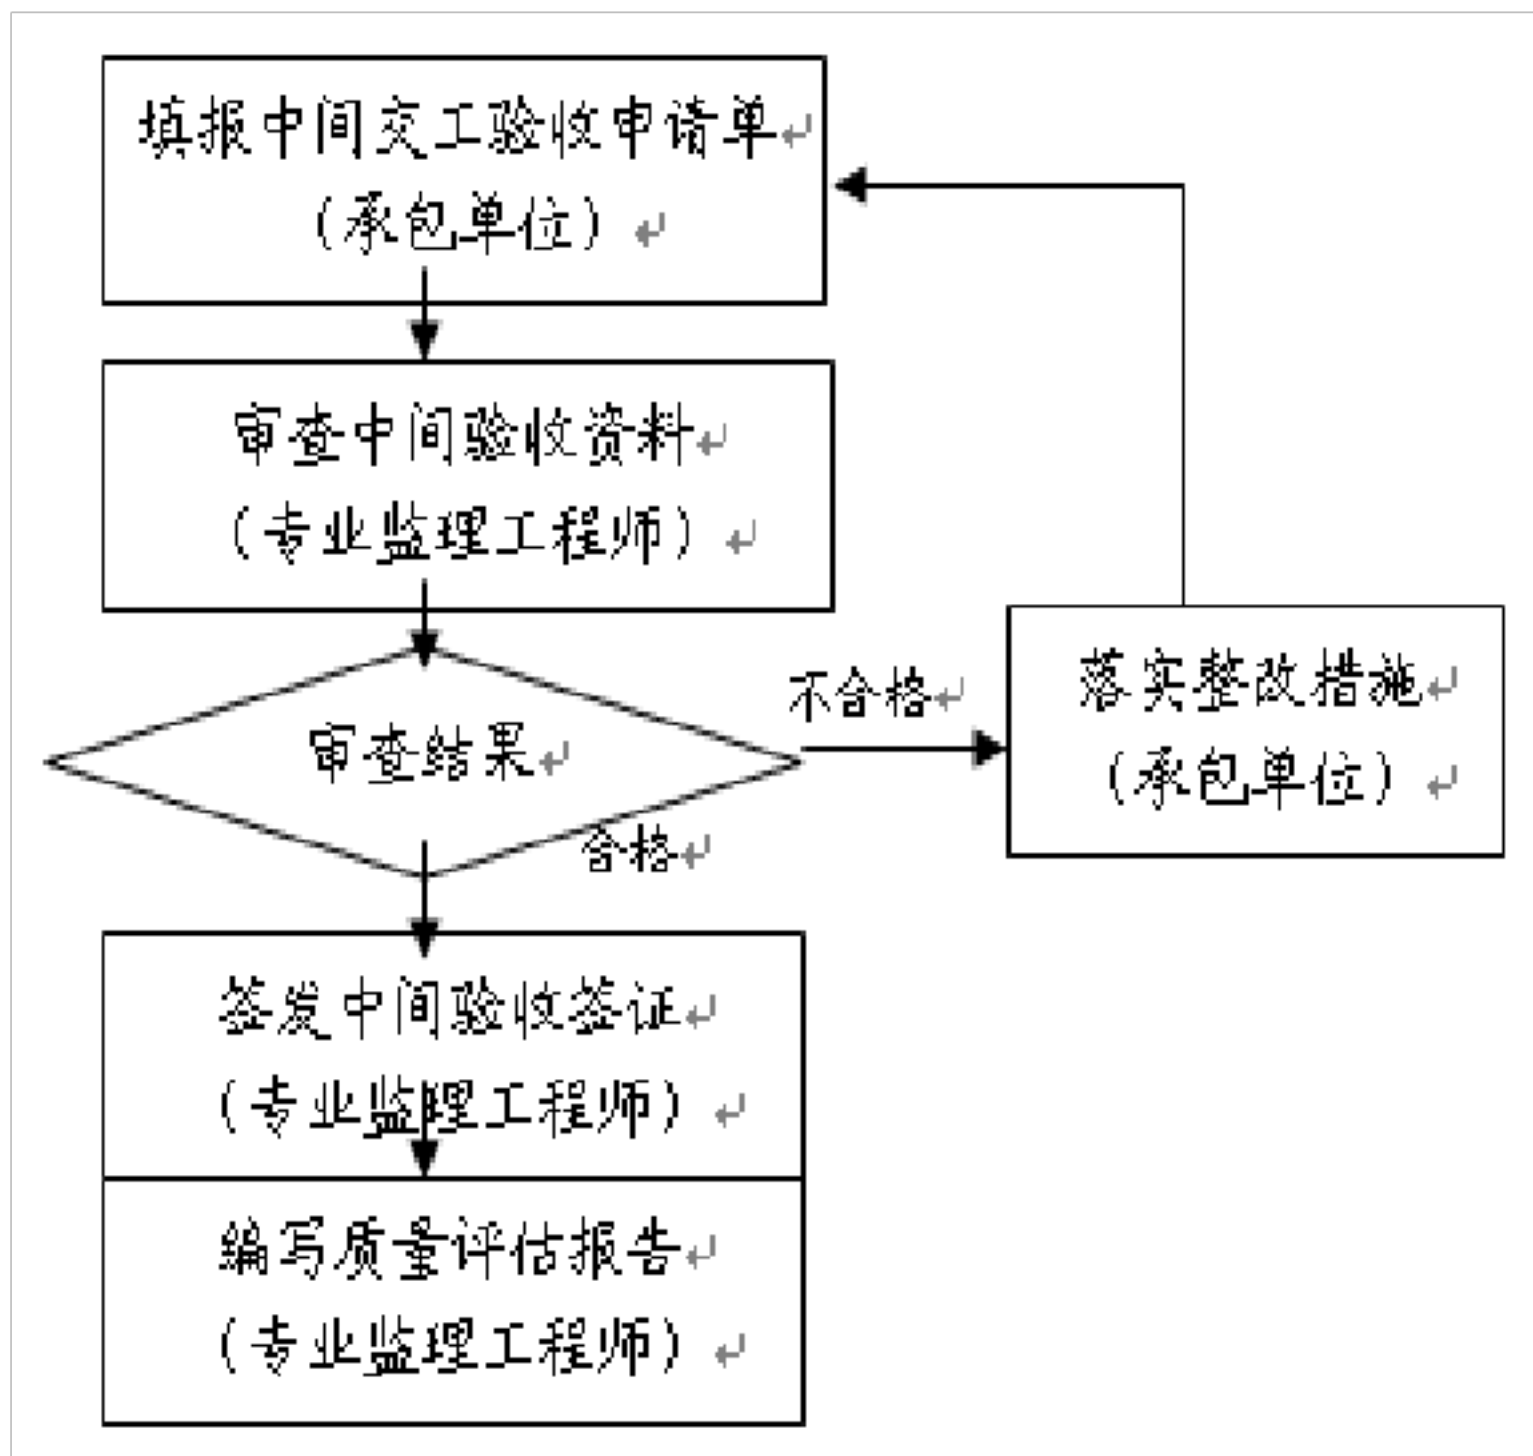 填报中间交工验收申请单
（承包单位）
审查中间验收资料
（专业监理工程师）
不合格
落实整改措施
（承包单位）
审查结果
合格
签发中间验收签证
（专业监理工程师）
编写质量评估报告
（专业监理工程师）